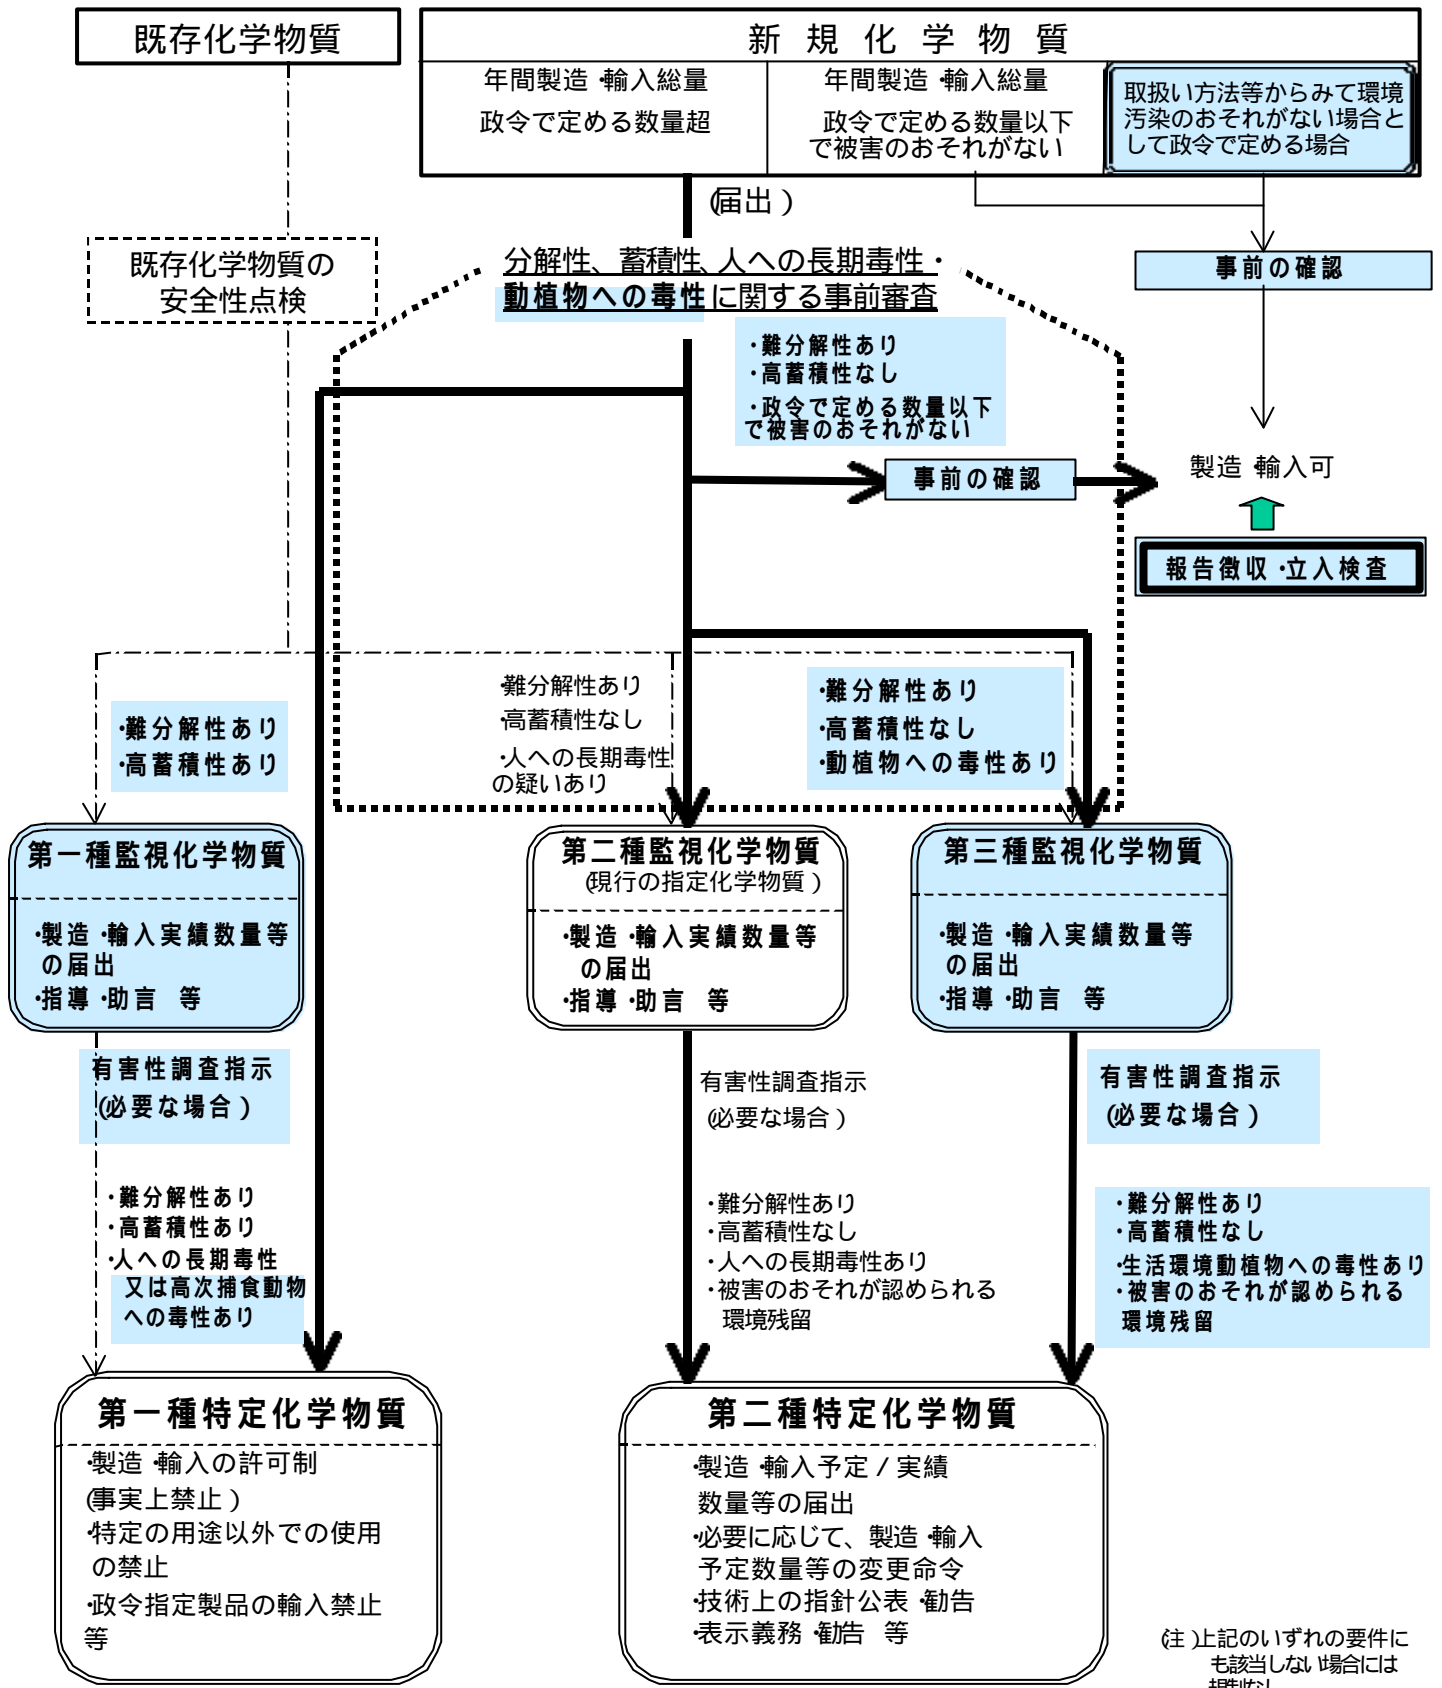 既存化学物質
新規化学物質
年間製造・輸入総量
政令で定める数量超
年間製造・輸入総量
政令で定める数量以下
で被害のおそれがない
取扱い方法等からみて環境
汚染のおそれがない場合と
して政令で定める場合
(届出)
既存化学物質の
安全性点検
分解性、蓄積性、人への長期毒性・
動植物への毒性に関する事前審査
事前の確認
・難分解性あり
・高蓄積性なし
・政令で定める数量以下
で被害のおそれがない
事前の確認
製造・輸入可
報告徴収・立入検査
・難分解性あり
・高蓄積性あり
・難分解性あり
・高蓄積性なし
・人への長期毒性
の疑いあり
・難分解性あり
・高蓄積性なし
・動植物への毒性あり
第一種監視化学物質
・製造・輸入実績数量等
の届出
・指導・助言 等
第二種監視化学物質
(現行の指定化学物質)
・製造・輸入実績数量等
の届出
・指導・助言 等
第三種監視化学物質
・製造・輸入実績数量等
の届出
・指導・助言 等
有害性調査指示
(必要な場合)
有害性調査指示
(必要な場合)
有害性調査指示
(必要な場合)
・難分解性あり
・高蓄積性あり
・人への長期毒性
又は高次捕食動物
への毒性あり
・難分解性あり
・高蓄積性なし
・人への長期毒性あり
・被害のおそれが認められる
環境残留
・難分解性あり
・高蓄積性なし
・生活環境動植物への毒性あり
・被害のおそれが認められる
環境残留
第一種特定化学物質
・製造・輸入の許可制
(事実上禁止)
・特定の用途以外での使用
の禁止
・政令指定製品の輸入禁止
等
第二種特定化学物質
・製造・輸入予定/実績
数量等の届出
・必要に応じて、製造・輸入
予定数量等の変更命令
・技術上の指針公表・勧告
・表示義務・勧告 等
(注)上記のいずれの要件に
も該当しない場合には
規制なし